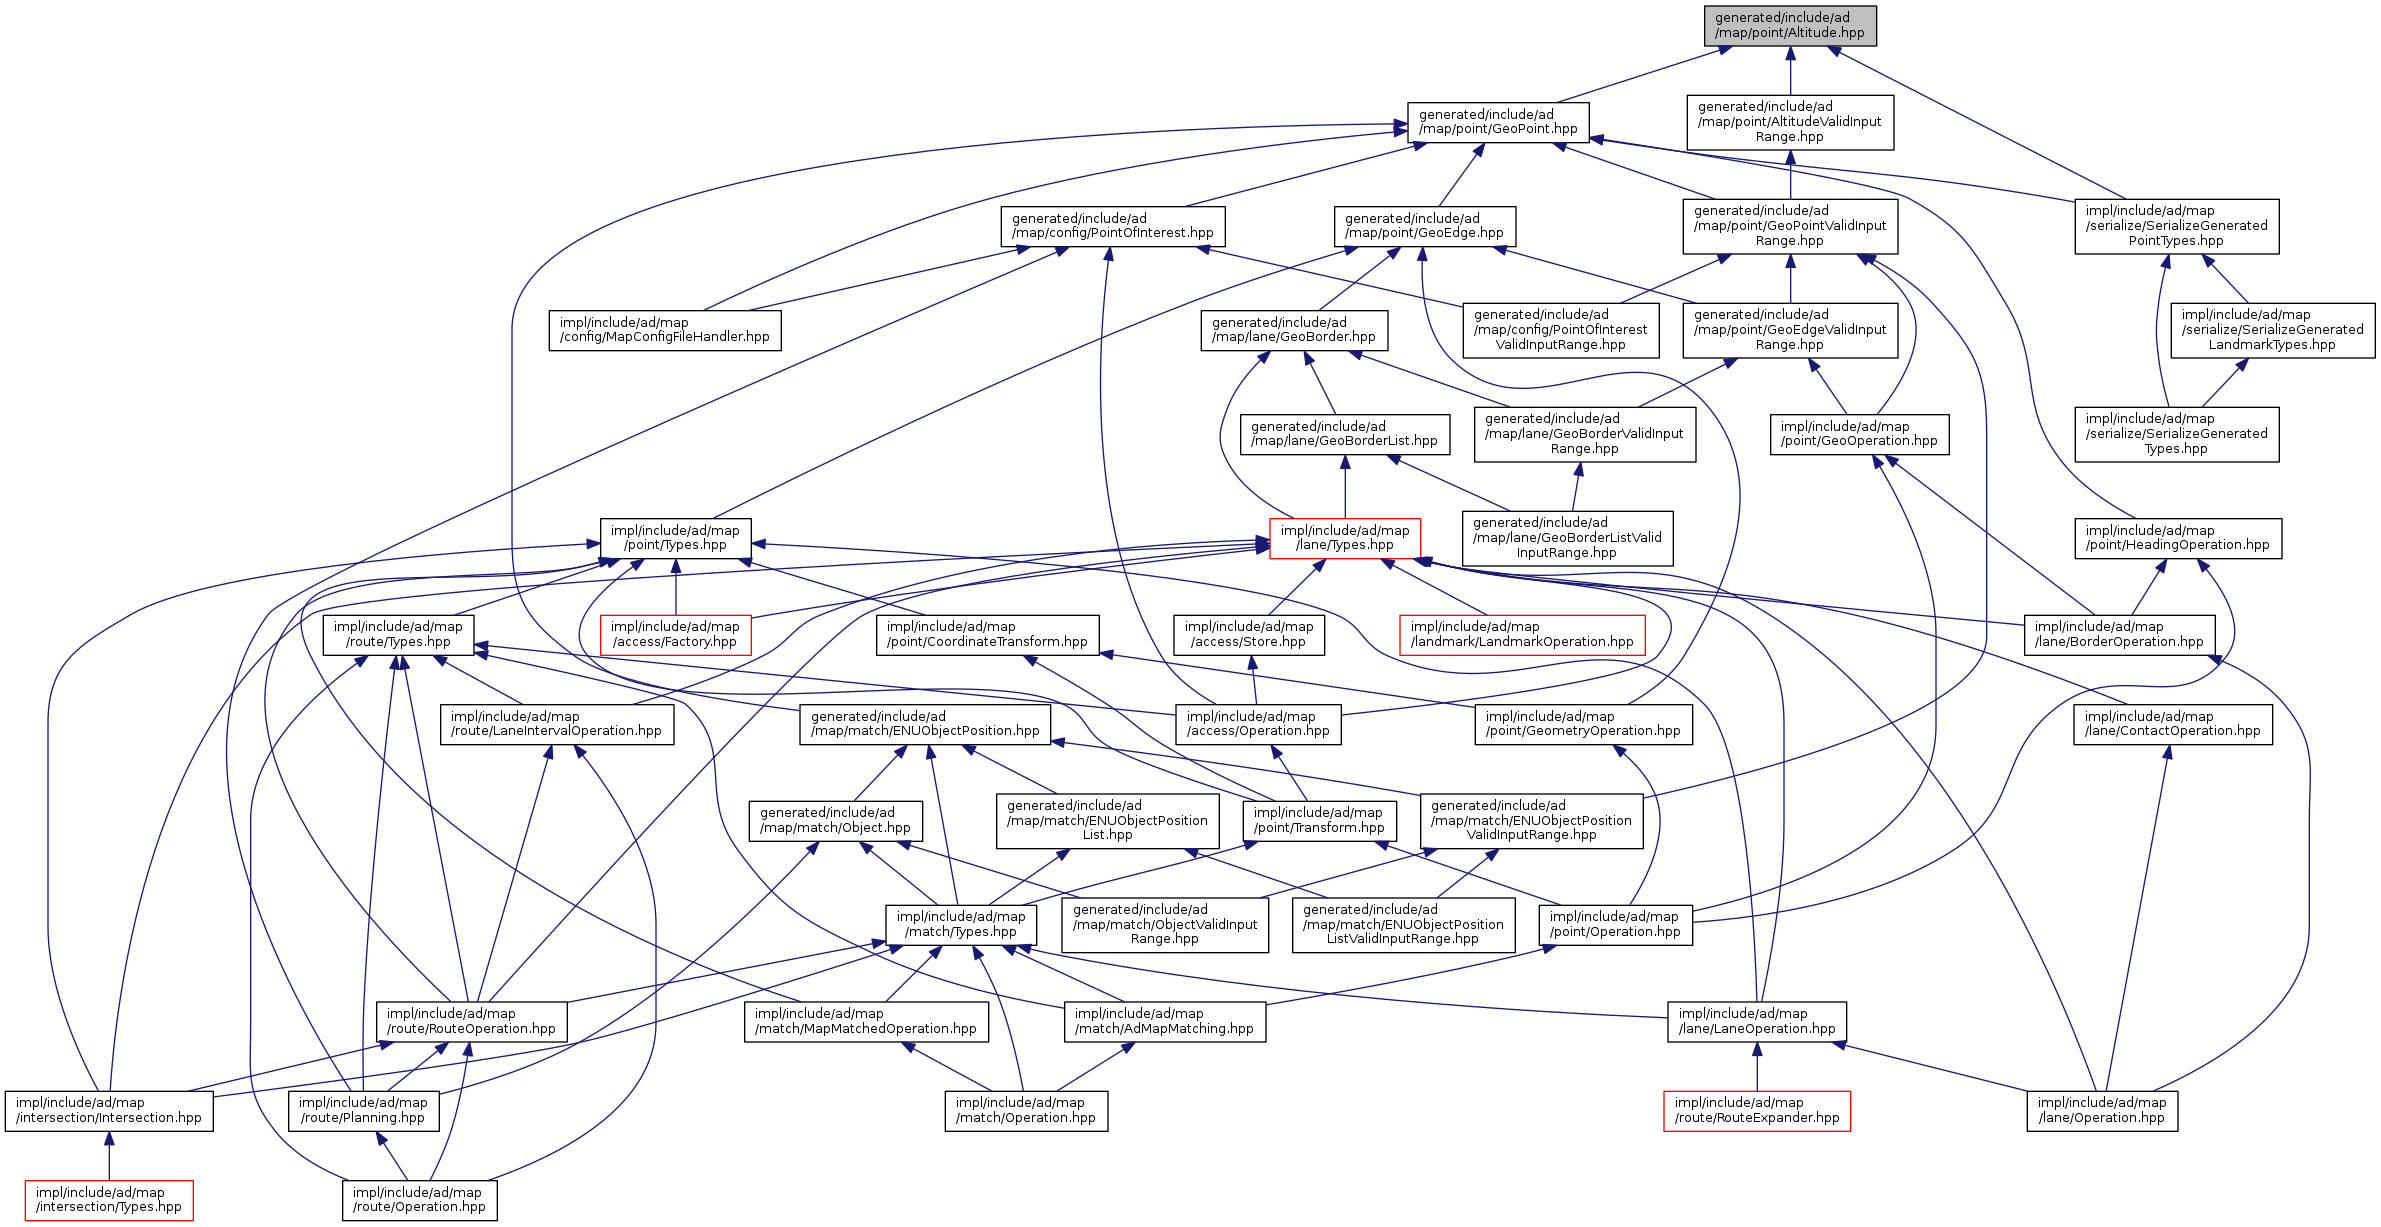 generated/include/ad
/map/point/Altitude.hpp
generated/include/ad
/map/point/GeoPoint.hpp
generated/include/ad
/map/point/AltitudeValidInput
Range.hpp
generated/include/ad
/map/config/PointOfInterest.hpp
generated/include/ad
/map/point/GeoEdge.hpp
generated/include/ad
/map/point/GeoPointValidInput
Range.hpp
impl/include/ad/map
/serialize/SerializeGenerated
PointTypes.hpp
impl/include/ad/map
/config/MapConfigFileHandler.hpp
generated/include/ad
/map/lane/GeoBorder.hpp
generated/include/ad
/map/config/PointOfInterest
ValidInputRange.hpp
generated/include/ad
/map/point/GeoEdgeValidInput
Range.hpp
impl/include/ad/map
/serialize/SerializeGenerated
LandmarkTypes.hpp
generated/include/ad
/map/lane/GeoBorderList.hpp
generated/include/ad
/map/lane/GeoBorderValidInput
Range.hpp
impl/include/ad/map
/point/GeoOperation.hpp
impl/include/ad/map
/serialize/SerializeGenerated
Types.hpp
impl/include/ad/map
/point/Types.hpp
impl/include/ad/map
/lane/Types.hpp
generated/include/ad
/map/lane/GeoBorderListValid
InputRange.hpp
impl/include/ad/map
/point/HeadingOperation.hpp
impl/include/ad/map
/route/Types.hpp
impl/include/ad/map
/access/Factory.hpp
impl/include/ad/map
/point/CoordinateTransform.hpp
impl/include/ad/map
/access/Store.hpp
impl/include/ad/map
/landmark/LandmarkOperation.hpp
impl/include/ad/map
/lane/BorderOperation.hpp
impl/include/ad/map
/route/LaneIntervalOperation.hpp
generated/include/ad
/map/match/ENUObjectPosition.hpp
impl/include/ad/map
/access/Operation.hpp
impl/include/ad/map
/point/GeometryOperation.hpp
impl/include/ad/map
/lane/ContactOperation.hpp
generated/include/ad
/map/match/Object.hpp
generated/include/ad
/map/match/ENUObjectPosition
List.hpp
impl/include/ad/map
/point/Transform.hpp
generated/include/ad
/map/match/ENUObjectPosition
ValidInputRange.hpp
impl/include/ad/map
/match/Types.hpp
generated/include/ad
/map/match/ObjectValidInput
Range.hpp
generated/include/ad
/map/match/ENUObjectPosition
ListValidInputRange.hpp
impl/include/ad/map
/point/Operation.hpp
impl/include/ad/map
/route/RouteOperation.hpp
impl/include/ad/map
/match/MapMatchedOperation.hpp
impl/include/ad/map
/match/AdMapMatching.hpp
impl/include/ad/map
/lane/LaneOperation.hpp
impl/include/ad/map
/intersection/Intersection.hpp
impl/include/ad/map
/route/Planning.hpp
impl/include/ad/map
/match/Operation.hpp
impl/include/ad/map
/route/RouteExpander.hpp
impl/include/ad/map
/lane/Operation.hpp
impl/include/ad/map
/intersection/Types.hpp
impl/include/ad/map
/route/Operation.hpp